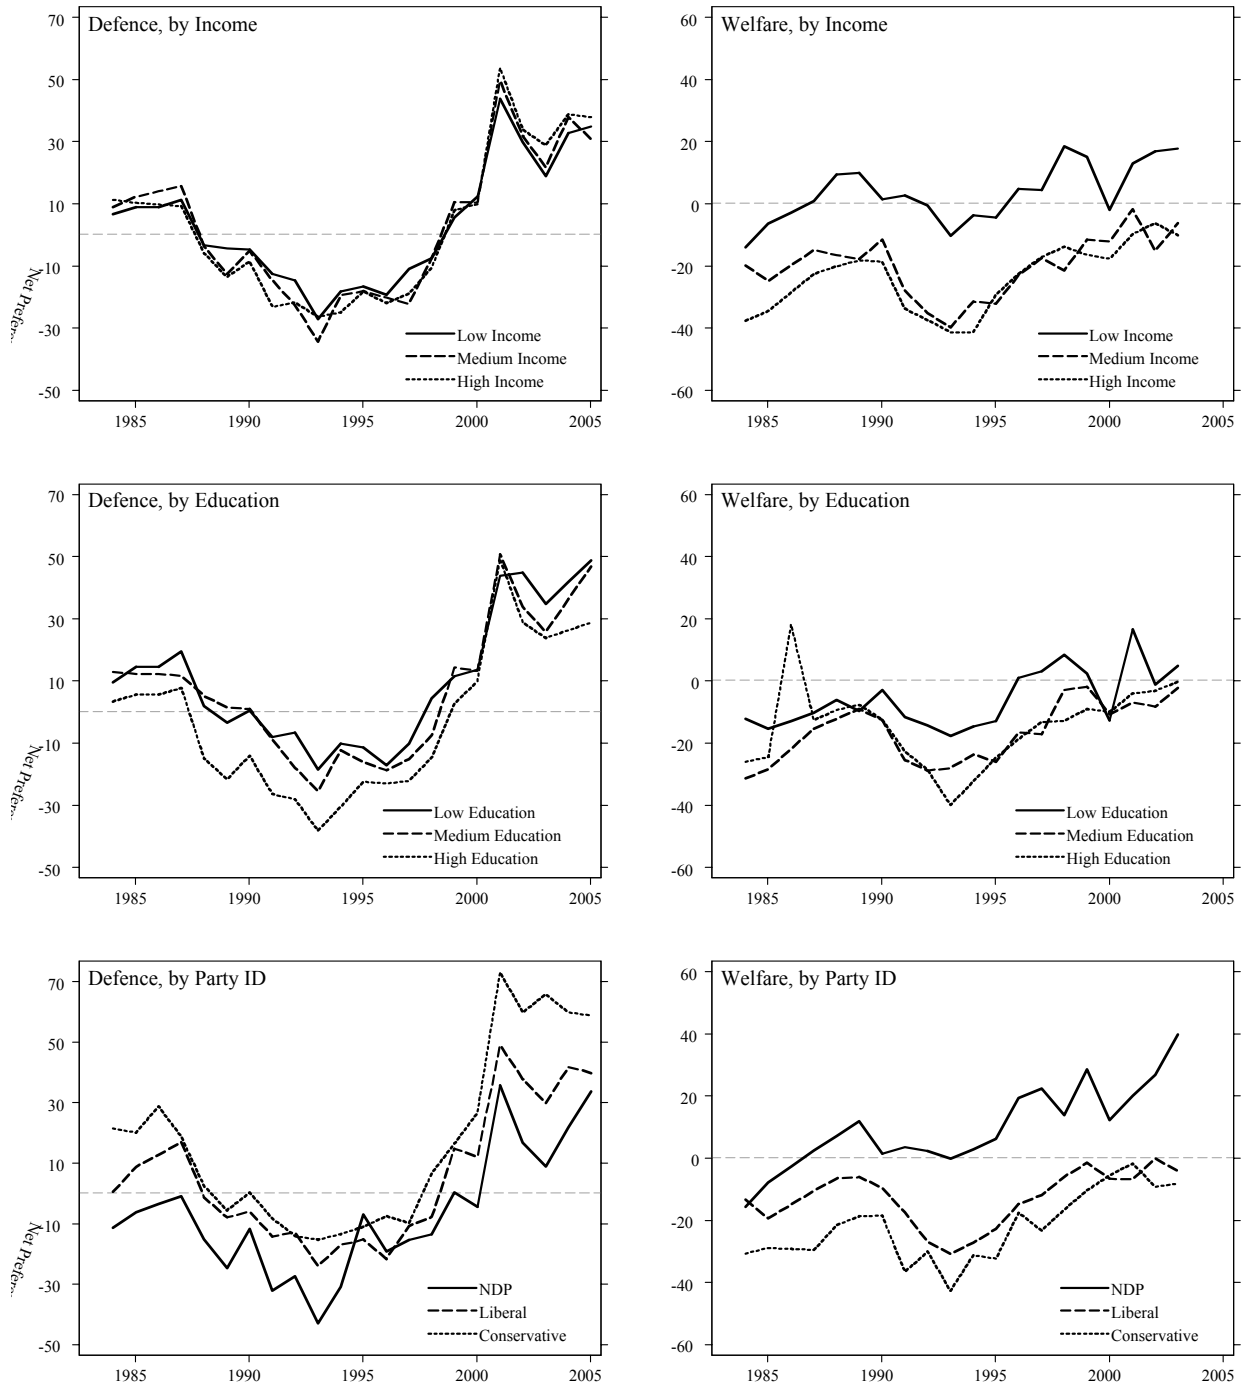 Defence, by Income
70
50
30
10
-10
-30
-50
Net Prefere
Low Income
Medium Income
High Income
1985 1990 1995 2000 2005
Welfare, by Income
60
40
20
0
-20
-40
-60
Low Income
Medium Income
High Income
1985 1990 1995 2000 2005
Defence, by Education
70
50
30
10
-10
-30
-50
Net Prefere
Low Education
Medium Education
High Education
1985 1990 1995 2000 2005
Welfare, by Education
60
40
20
0
-20
-40
-60
Low Education
Medium Education
High Education
1985 1990 1995 2000 2005
Defence, by Party ID
70
50
30
10
-10
-30
-50
Net Prefere
NDP
Liberal
Conservative
1985 1990 1995 2000 2005
Welfare, by Party ID
60
40
20
0
-20
-40
-60
NDP
Liberal
Conservative
1985 1990 1995 2000 2005